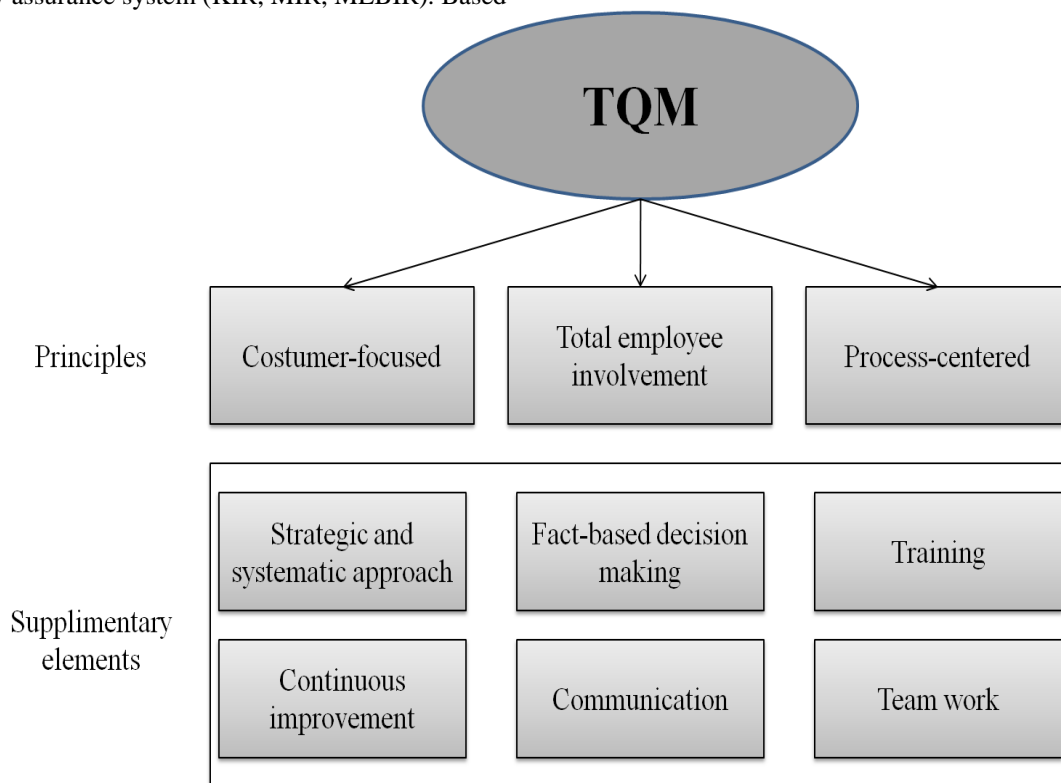 assurance system (KIR, MIR, MEBIR). Based
TQM
Principles
Costumer-focused
Total employee
involvement
Process-centered
Supplimentary
elements
Strategic and
systematic approach
Fact-based decision
making
Training
Continuous
improvement
Communication
Team work